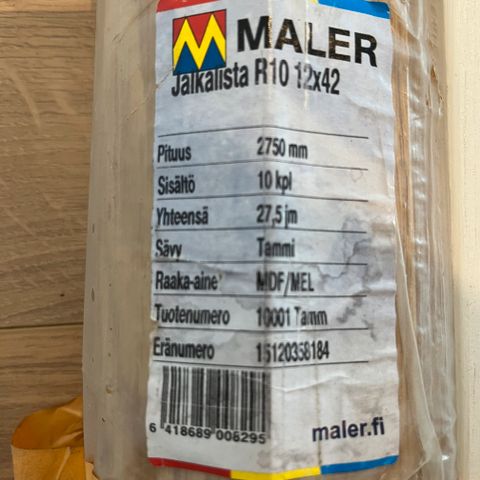 MALER
Jalkalista R10 12x42
Pituus 2750 mm
Sisältö 10 kpl
Yhteensä 27,5 jm
Sävy Tammi
Raaka-aine MDF/MEL
Tuotenumero 10001 Tamm
Eränumero 15120358184
6 418689 006295
maler.fi